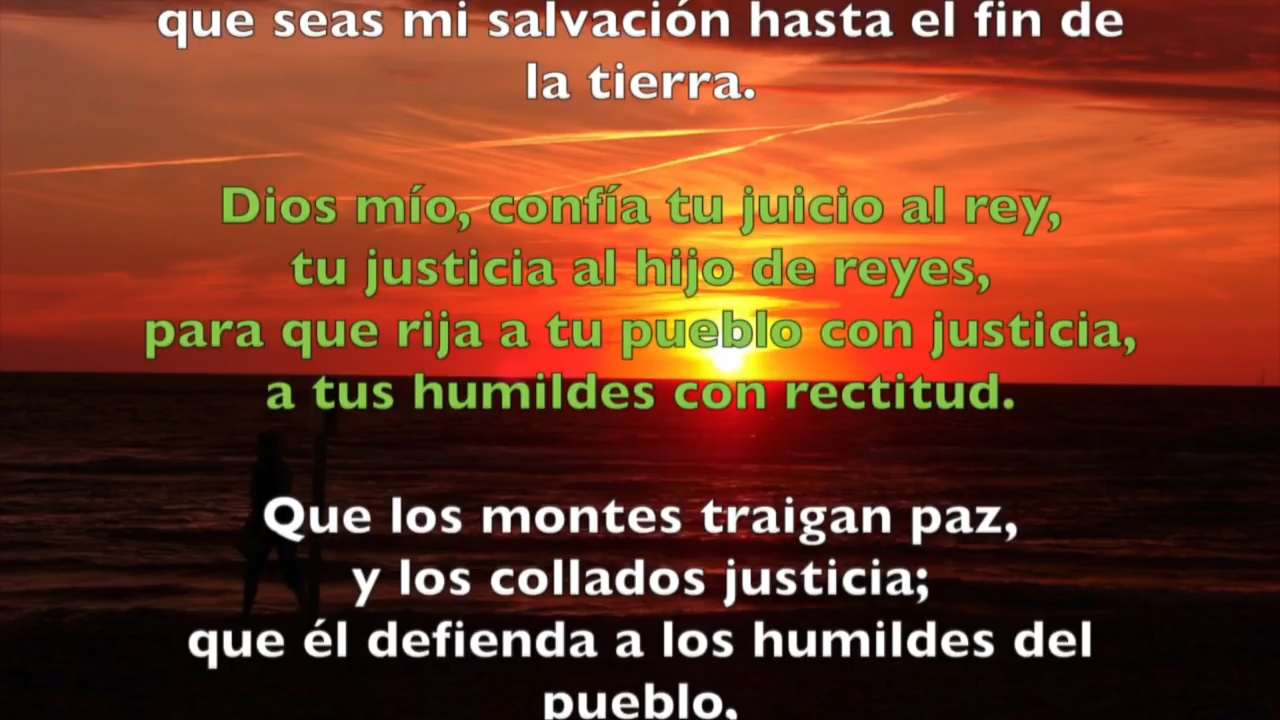 que seas mi salvación hasta el fin de
la tierra.
Dios mío, confía tu juicio al rey,
tu justicia al hijo de reyes,
para que rija a tu pueblo con justicia,
a tus humildes con rectitud.
Que los montes traigan paz,
y los collados justicia;
que él defienda a los humildes del
pueblo,